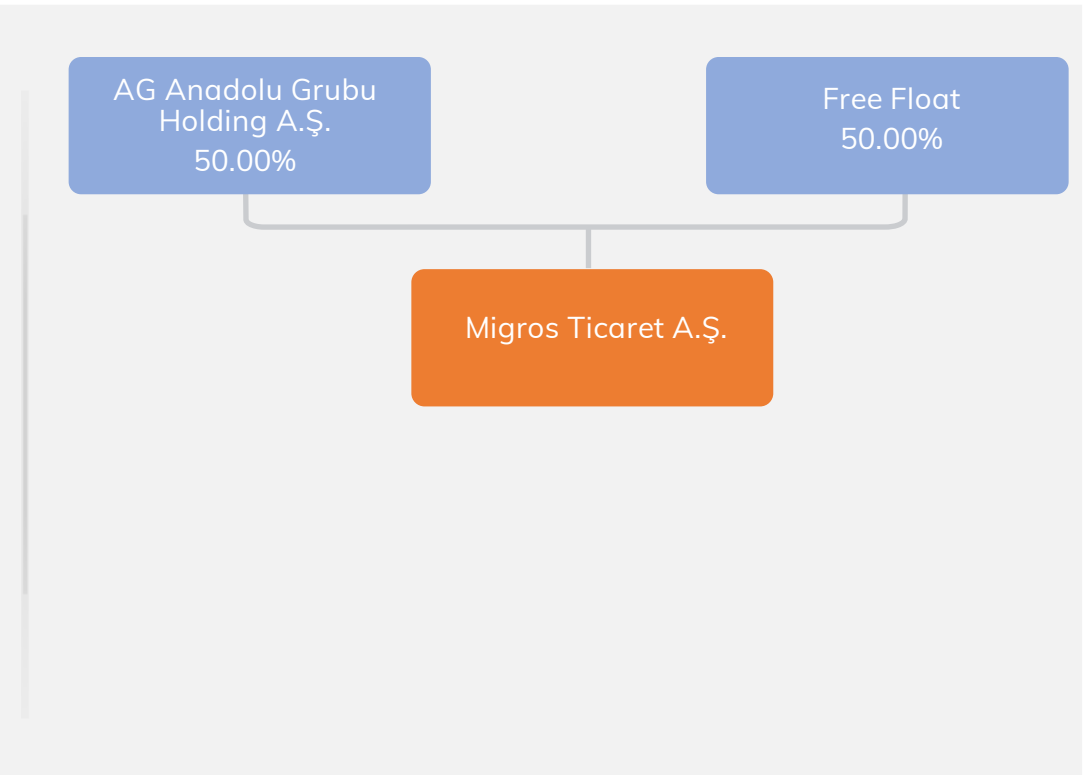 AG Anadolu Grubu
Holding A.Ş.
50.00%
Free Float
50.00%
Migros Ticaret A.Ş.